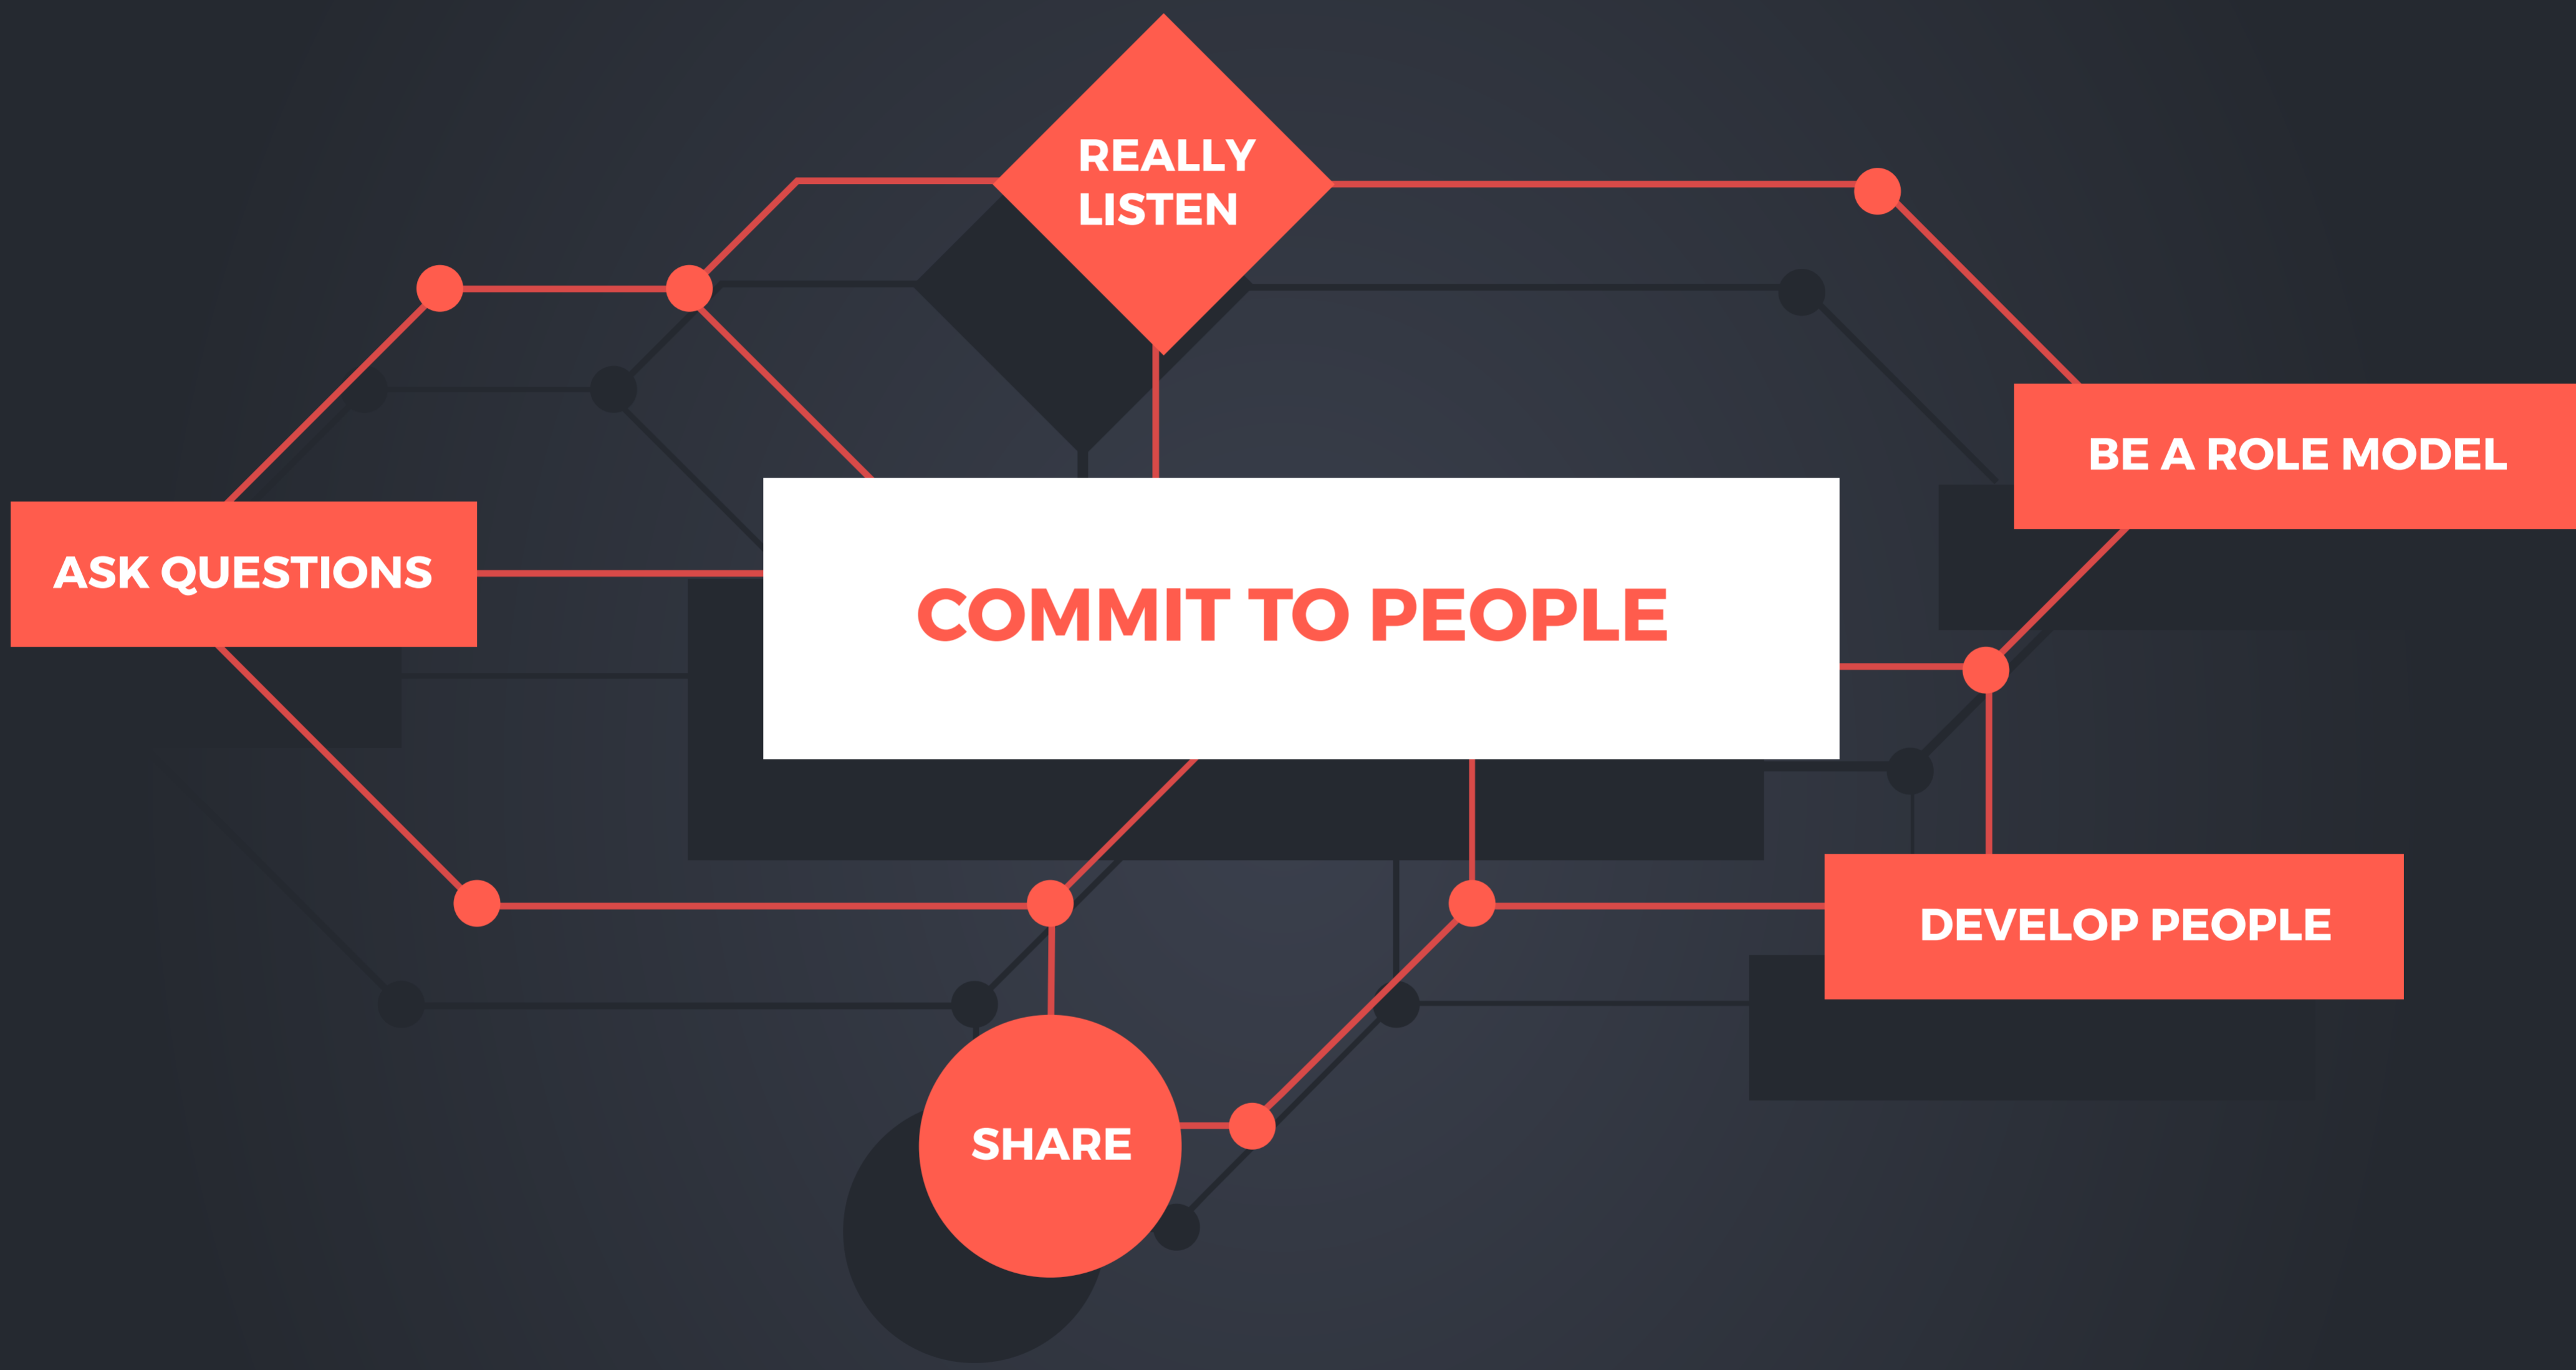 REALLY
LISTEN
BE A ROLE MODEL
ASK QUESTIONS
COMMIT TO PEOPLE
DEVELOP PEOPLE
SHARE